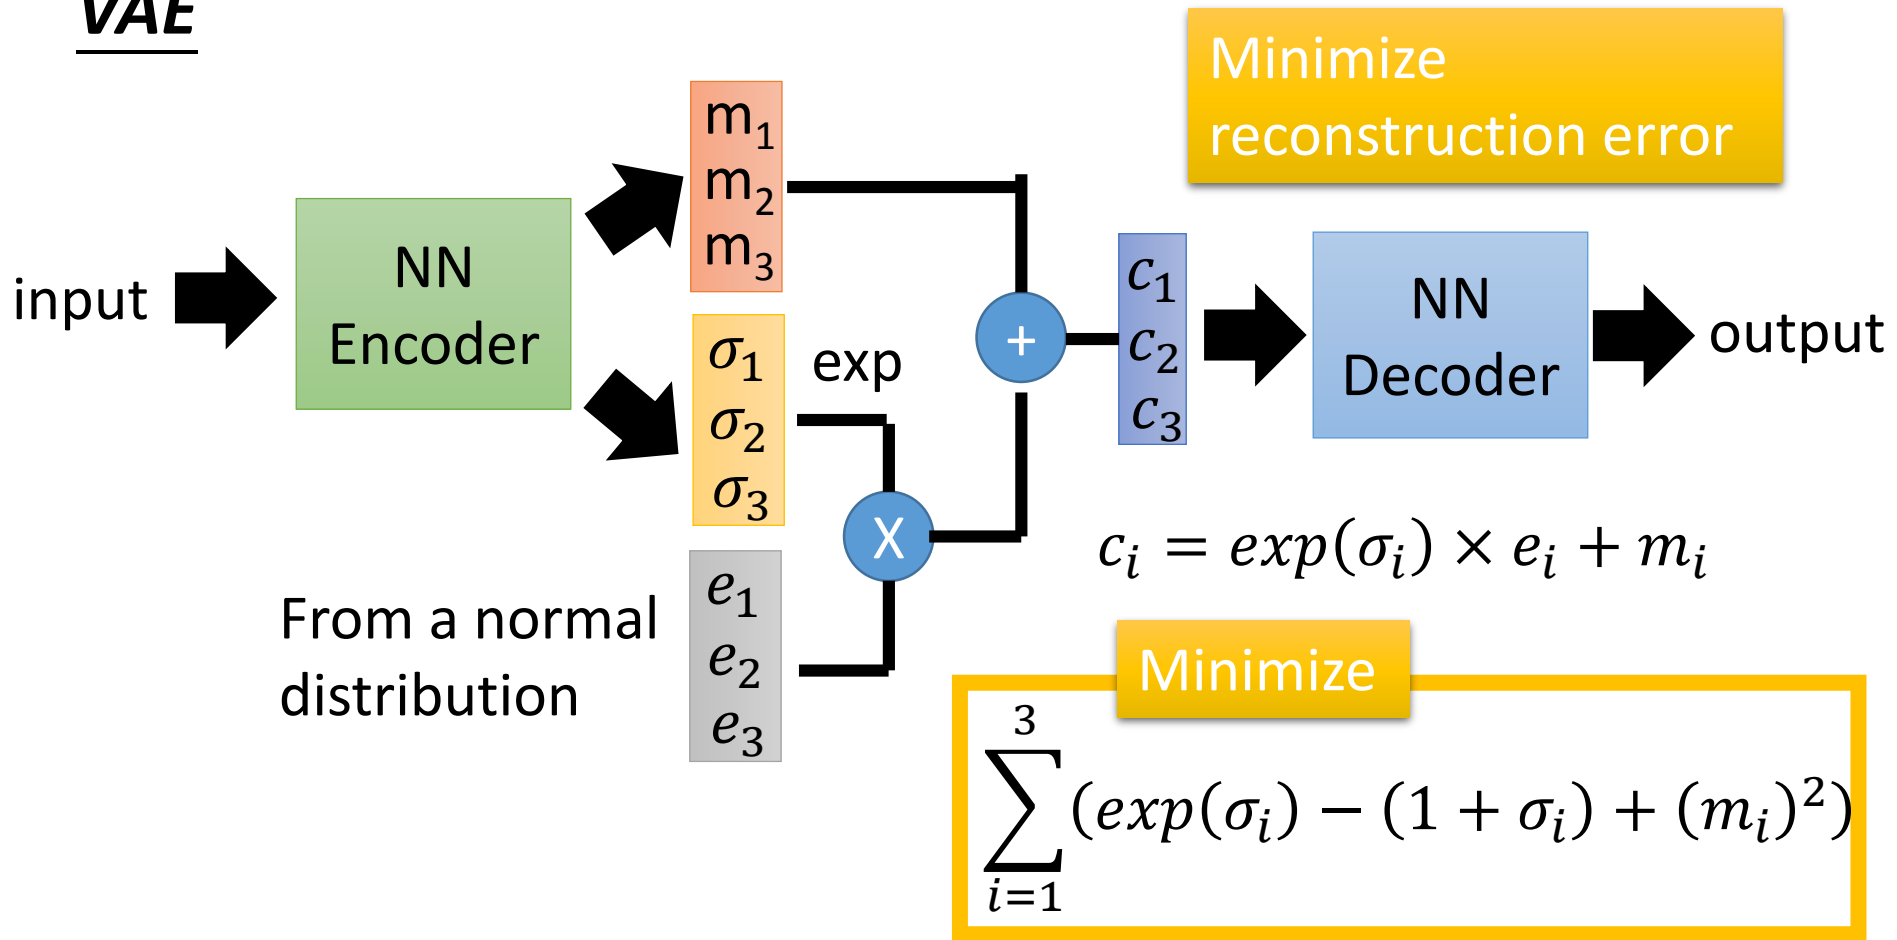 VAE
Minimize
reconstruction error
m₁
m₂
m₃
NN
Encoder
input
σ₁
σ₂
σ₃
exp
+
c₁
c₂
c₃
NN
Decoder
output
X
cᵢ = exp(σᵢ) × eᵢ + mᵢ
From a normal
distribution
e₁
e₂
e₃
Minimize
∑³ᵢ₌₁ (exp(σᵢ) − (1 + σᵢ) + (mᵢ)²)